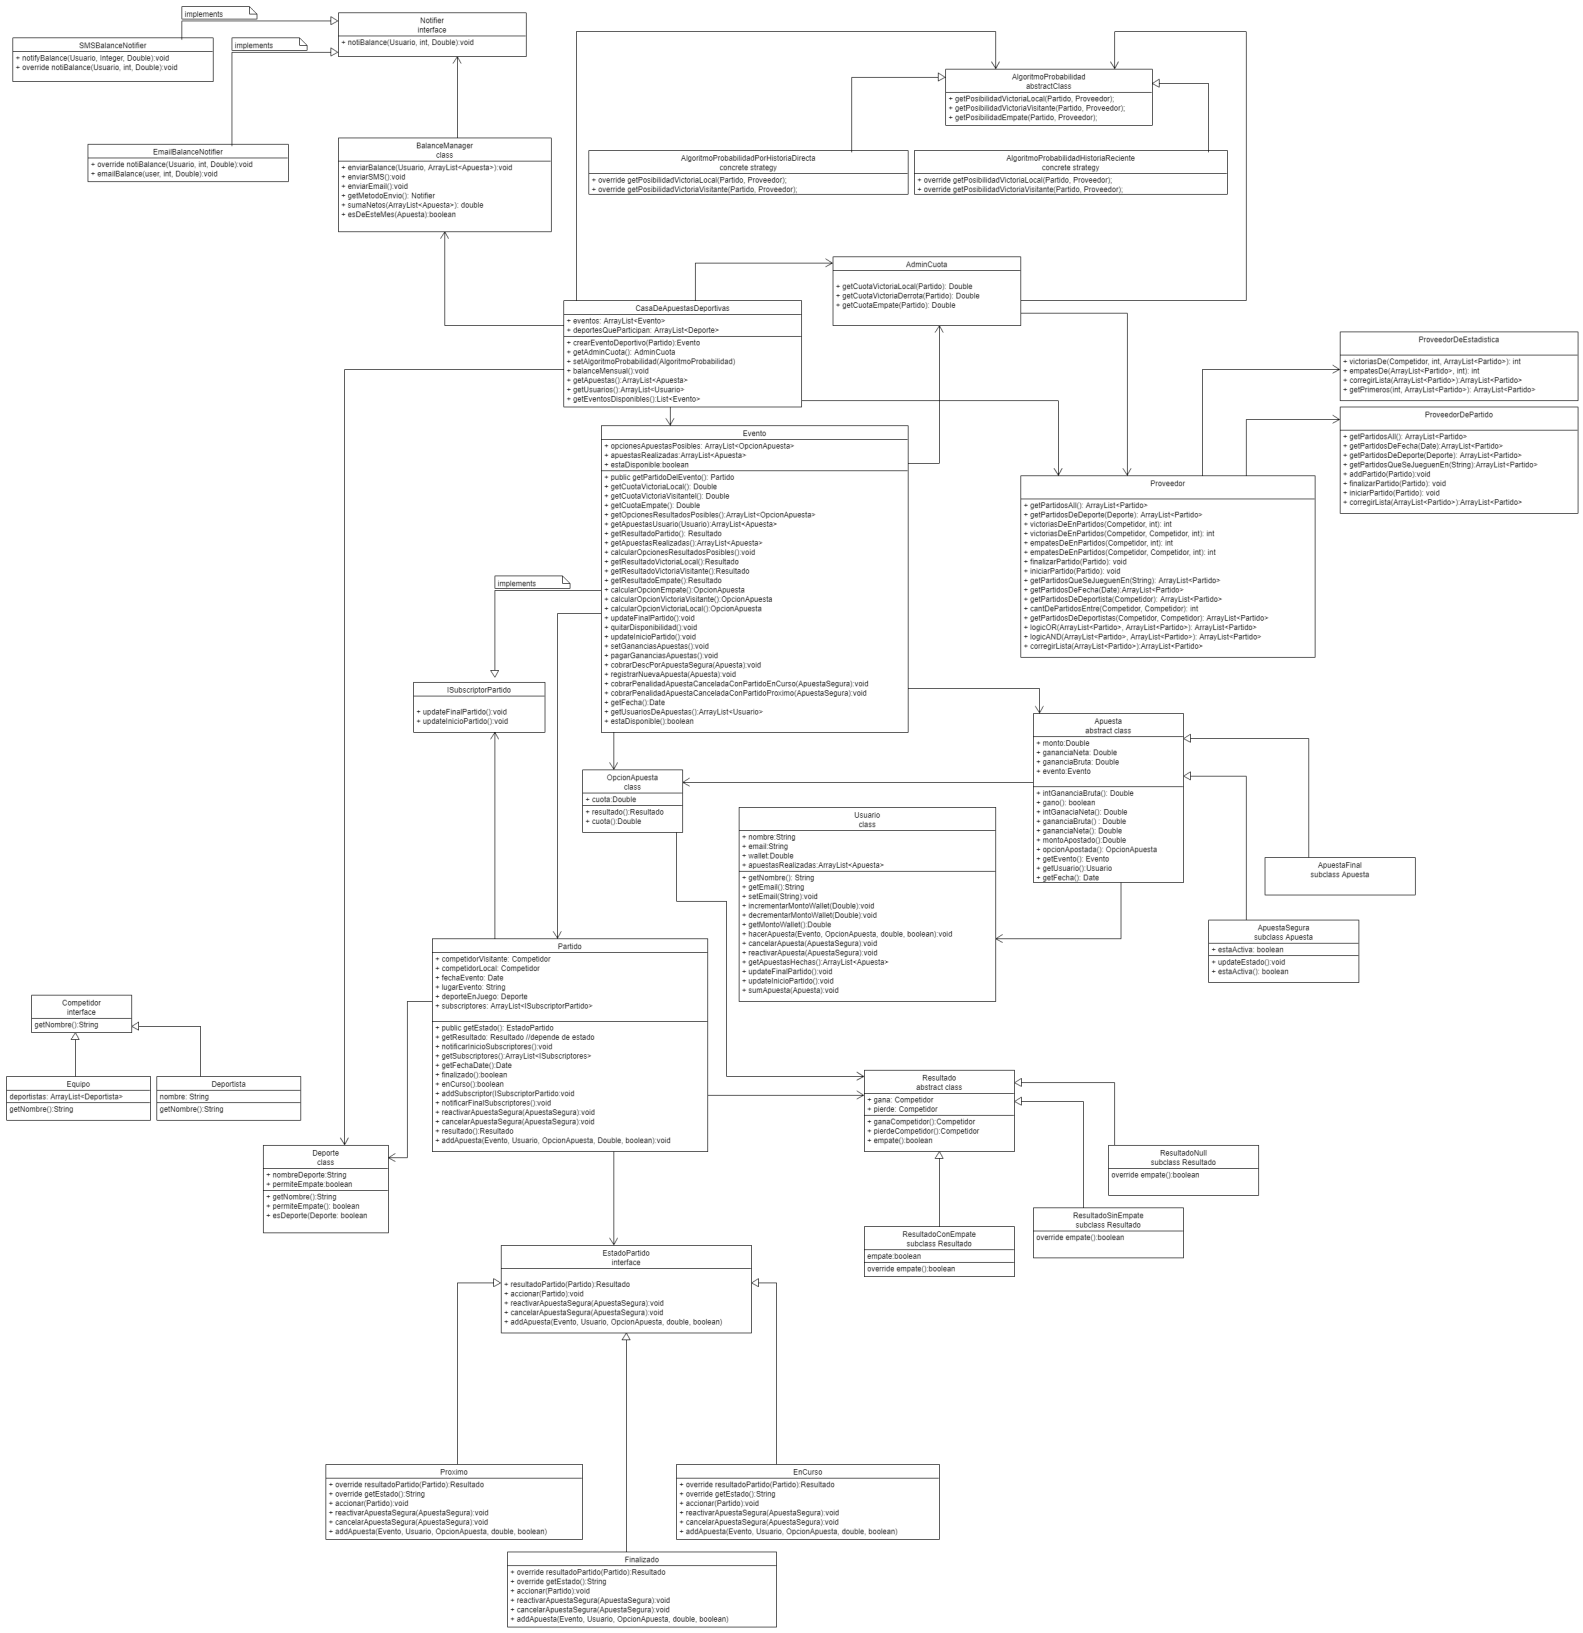 implements
Notifier
interface
+ notiBalance(Usuario, int, Double):void
SMSBalanceNotifier
+ notifyBalance(Usuario, Integer, Double):void
+ override notiBalance(Usuario, int, Double):void
implements
EmailBalanceNotifier
+ override notiBalance(Usuario, int, Double):void
+ emailBalance(user, int, Double):void
BalanceManager
class
+ enviarBalance(Usuario, ArrayList<Apuesta>):void
+ enviarSMS():void
+ enviarEmail():void
+ getMetodoEnvio(): Notifier
+ sumaNetos(ArrayList<Apuesta>): double
+ esDeEsteMes(Apuesta):boolean
AlgoritmoProbabilidad
abstractClass
+ getPosibilidadVictoriaLocal(Partido, Proveedor);
+ getPosibilidadVictoriaVisitante(Partido, Proveedor);
+ getPosibilidadEmpate(Partido, Proveedor);
AlgoritmoProbabilidadPorHistoriaDirecta
concrete strategy
+ override getPosibilidadVictoriaLocal(Partido, Proveedor);
+ override getPosibilidadVictoriaVisitante(Partido, Proveedor);
AlgoritmoProbabilidadHistoriaReciente
concrete strategy
+ override getPosibilidadVictoriaLocal(Partido, Proveedor);
+ override getPosibilidadVictoriaVisitante(Partido, Proveedor);
AdminCuota
+ getCuotaVictoriaLocal(Partido): Double
+ getCuotaVictoriaDerrota(Partido): Double
+ getCuotaEmpate(Partido): Double
CasaDeApuestasDeportivas
+ eventos: ArrayList<Evento>
+ deportesQueParticipan: ArrayList<Deporte>
+ crearEventoDeportivo(Partido):Evento
+ getAdminCuota(): AdminCuota
+ setAlgoritmoProbabilidad(AlgoritmoProbabilidad)
+ balanceMensual():void
+ getApuestas():ArrayList<Apuesta>
+ getUsuarios():ArrayList<Usuario>
+ getEventosDisponibles():List<Evento>
ProveedorDeEstadistica
+ victoriasDe(Competidor, int, ArrayList<Partido>): int
+ empatesDe(ArrayList<Partido>, int): int
+ corregirLista(ArrayList<Partido>):ArrayList<Partido>
+ getPrimeros(int, ArrayList<Partido>): ArrayList<Partido>
ProveedorDePartido
+ getPartidosAll(): ArrayList<Partido>
+ getPartidosDeFecha(Date):ArrayList<Partido>
+ getPartidosDeDeporte(Deporte): ArrayList<Partido>
+ getPartidosQueSeJueguenEn(String):ArrayList<Partido>
+ addPartido(Partido):void
+ finalizarPartido(Partido): void
+ iniciarPartido(Partido): void
+ corregirLista(ArrayList<Partido>):ArrayList<Partido>
Evento
+ opcionesApuestasPosibles: ArrayList<OpcionApuesta>
+ apuestasRealizadas:ArrayList<Apuesta>
+ estaDisponible:boolean
+ public getPartidoDelEvento(): Partido
+ getCuotaVictoriaLocal(): Double
+ getCuotaVictoriaVisitantel(): Double
+ getCuotaEmpate(): Double
+ getOpcionesResultadosPosibles():ArrayList<OpcionApuesta>
+ getApuestasUsuario(Usuario):ArrayList<Apuesta>
+ getResultadoPartido(): Resultado
+ getApuestasRealizadas():ArrayList<Apuesta>
+ calcularOpcionesResultadosPosibles():void
+ getResultadoVictoriaLocal():Resultado
+ getResultadoVictoriaVisitante():Resultado
+ getResultadoEmpate():Resultado
+ calcularOpcionEmpate():OpcionApuesta
+ calcularOpcionVictoriaVisitante():OpcionApuesta
+ calcularOpcionVictoriaLocal():OpcionApuesta
+ updateFinalPartido():void
+ quitarDisponibilidad():void
+ updateInicioPartido():void
+ setGananciasApuestas():void
+ pagarGananciasApuestas():void
+ cobrarDescPorApuestaSegura(Apuesta):void
+ registrarNuevaApuesta(Apuesta):void
+ cobrarPenalidadApuestaCanceladaConPartidoEnCurso(ApuestaSegura):void
+ cobrarPenalidadApuestaCanceladaConPartidoProximo(ApuestaSegura):void
+ getFecha():Date
+ getUsuariosDeApuestas():ArrayList<Usuario>
+ estaDisponible():boolean
Proveedor
+ getPartidosAll(): ArrayList<Partido>
+ getPartidosDeDeporte(Deporte): ArrayList<Partido>
+ victoriasDeEnPartidos(Competidor, int): int
+ victoriasDeEnPartidos(Competidor, Competidor, int): int
+ empatesDeEnPartidos(Competidor, int): int
+ empatesDeEnPartidos(Competidor, Competidor, int): int
+ finalizarPartido(Partido): void
+ iniciarPartido(Partido): void
+ getPartidosQueSeJueguenEn(String): ArrayList<Partido>
+ getPartidosDeFecha(Date):ArrayList<Partido>
+ getPartidosDeDeportista(Competidor): ArrayList<Partido>
+ cantDePartidosEntre(Competidor, Competidor): int
+ getPartidosDeDeportistas(Competidor, Competidor): ArrayList<Partido>
+ logicOR(ArrayList<Partido>, ArrayList<Partido>): ArrayList<Partido>
+ logicAND(ArrayList<Partido>, ArrayList<Partido>): ArrayList<Partido>
+ corregirLista(ArrayList<Partido>):ArrayList<Partido>
implements
ISubscriptorPartido
+ updateFinalPartido():void
+ updateInicioPartido():void
OpcionApuesta
class
+ cuota:Double
+ resultado():Resultado
+ cuota():Double
Apuesta
abstract class
+ monto:Double
+ gananciaNeta: Double
+ gananciaBruta: Double
+ evento:Evento
+ intGananciaBruta(): Double
+ gano(): boolean
+ intGanaciaNeta(): Double
+ gananciaBruta() : Double
+ gananciaNeta(): Double
+ montoApostado():Double
+ opcionApostada(): OpcionApuesta
+ getEvento(): Evento
+ getUsuario():Usuario
+ getFecha(): Date
Usuario
class
+ nombre:String
+ email:String
+ wallet:Double
+ apuestasRealizadas:ArrayList<Apuesta>
+ getNombre(): String
+ getEmail():String
+ setEmail(String):void
+ incrementarMontoWallet(Double):void
+ decrementarMontoWallet(Double):void
+ getMontoWallet():Double
+ hacerApuesta(Evento, OpcionApuesta, double, boolean):void
+ cancelarApuesta(ApuestaSegura):void
+ reactivarApuesta(ApuestaSegura):void
+ getApuestasHechas():ArrayList<Apuesta>
+ updateFinalPartido():void
+ updateInicioPartido():void
+ sumApuesta(Apuesta):void
ApuestaFinal
subclass Apuesta
ApuestaSegura
subclass Apuesta
+ estaActiva: boolean
+ updateEstado():void
+ estaActiva(): boolean
Partido
+ competidorVisitante: Competidor
+ competidorLocal: Competidor
+ fechaEvento: Date
+ lugarEvento: String
+ deporteEnJuego: Deporte
+ subscriptores: ArrayList<ISubscriptorPartido>
+ public getEstado(): EstadoPartido
+ getResultado: Resultado //depende de estado
+ notificarInicioSubscriptores():void
+ getSubscriptores():ArrayList<ISubscriptores>
+ getFechaDate():Date
+ finalizado():boolean
+ enCurso():boolean
+ addSubscriptor(ISubscriptorPartido:void
+ notificarFinalSubscriptores():void
+ reactivarApuestaSegura(ApuestaSegura):void
+ cancelarApuestaSegura(ApuestaSegura):void
+ resultado():Resultado
+ addApuesta(Evento, Usuario, OpcionApuesta, Double, boolean):void
Competidor
interface
getNombre():String
Equipo
deportistas: ArrayList<Deportista>
getNombre():String
Deportista
nombre: String
getNombre():String
Deporte
class
+ nombreDeporte:String
+ permiteEmpate:boolean
+ getNombre():String
+ permiteEmpate(): boolean
+ esDeporte(Deporte: boolean
Resultado
abstract class
+ gana: Competidor
+ pierde: Competidor
+ ganaCompetidor():Competidor
+ pierdeCompetidor():Competidor
+ empate():boolean
ResultadoNull
subclass Resultado
override empate():boolean
ResultadoSinEmpate
subclass Resultado
override empate():boolean
ResultadoConEmpate
subclass Resultado
empate:boolean
override empate():boolean
EstadoPartido
interface
+ resultadoPartido(Partido):Resultado
+ accionar(Partido):void
+ reactivarApuestaSegura(ApuestaSegura):void
+ cancelarApuestaSegura(ApuestaSegura):void
+ addApuesta(Evento, Usuario, OpcionApuesta, double, boolean)
Proximo
+ override resultadoPartido(Partido):Resultado
+ override getEstado():String
+ accionar(Partido):void
+ reactivarApuestaSegura(ApuestaSegura):void
+ cancelarApuestaSegura(ApuestaSegura):void
+ addApuesta(Evento, Usuario, OpcionApuesta, double, boolean)
EnCurso
+ override resultadoPartido(Partido):Resultado
+ override getEstado():String
+ accionar(Partido):void
+ reactivarApuestaSegura(ApuestaSegura):void
+ cancelarApuestaSegura(ApuestaSegura):void
+ addApuesta(Evento, Usuario, OpcionApuesta, double, boolean)
Finalizado
+ override resultadoPartido(Partido):Resultado
+ override getEstado():String
+ accionar(Partido):void
+ reactivarApuestaSegura(ApuestaSegura):void
+ cancelarApuestaSegura(ApuestaSegura):void
+ addApuesta(Evento, Usuario, OpcionApuesta, double, boolean)